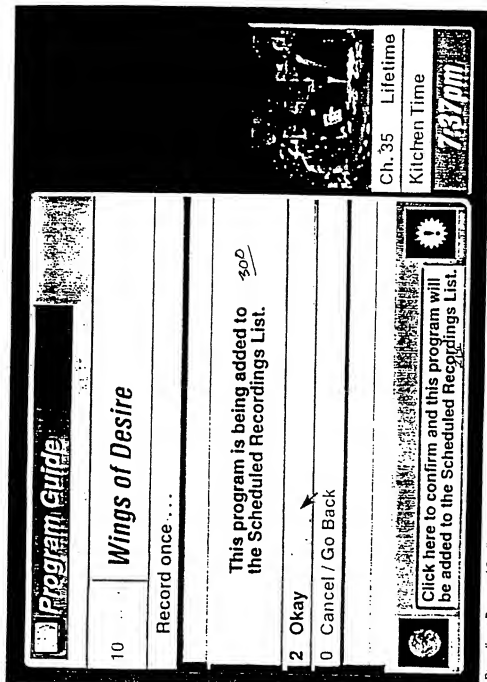 Program Guide
10
Wings of Desire
Record once....
This program is being added to
the Scheduled Recordings List.
300
2 Okay
0 Cancel / Go Back
Click here to confirm and this program will
be added to the Scheduled Recordings List.
Ch. 35 Lifetime
Kitchen Time
7:37pm